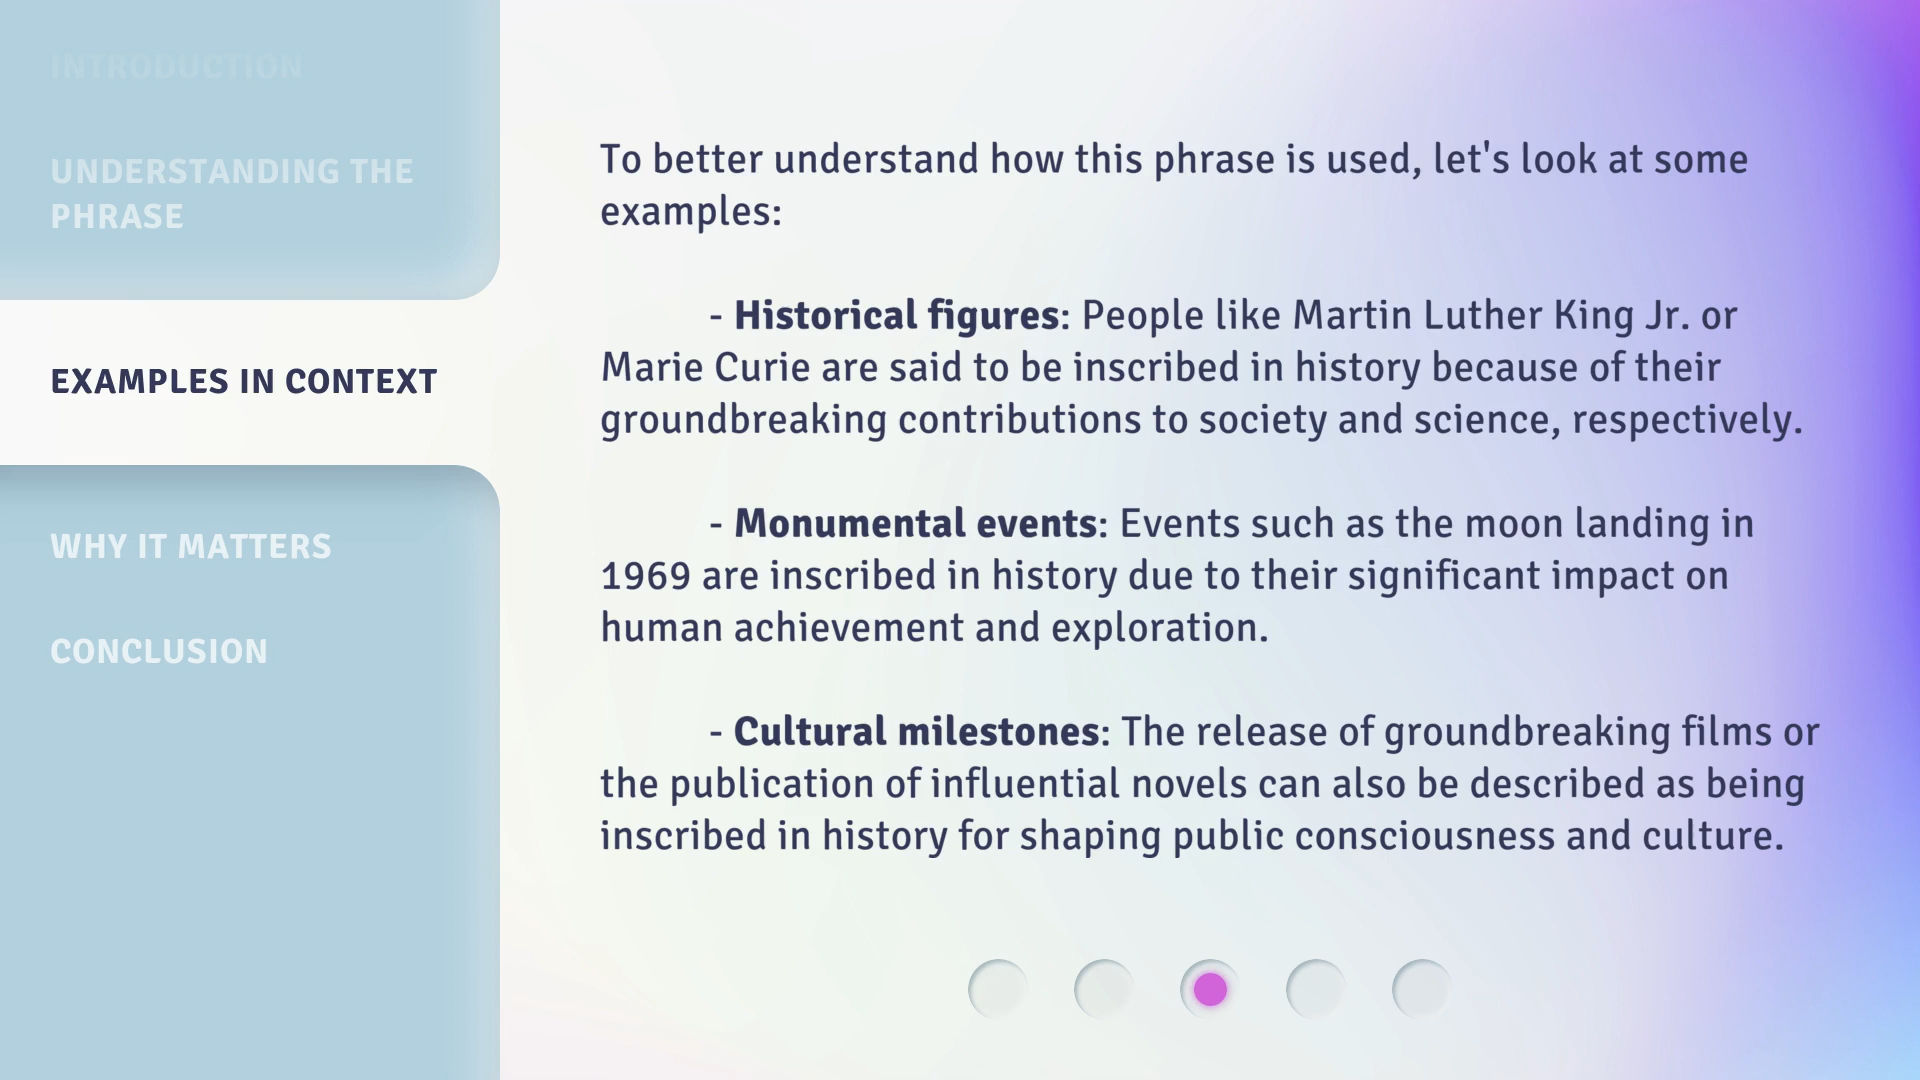 INTRODUCTION
UNDERSTANDING THE
PHRASE
EXAMPLES IN CONTEXT
WHY IT MATTERS
CONCLUSION
To better understand how this phrase is used, let's look at some
examples:
- Historical figures: People like Martin Luther King Jr. or
Marie Curie are said to be inscribed in history because of their
groundbreaking contributions to society and science, respectively.
- Monumental events: Events such as the moon landing in
1969 are inscribed in history due to their significant impact on
human achievement and exploration.
- Cultural milestones: The release of groundbreaking films or
the publication of influential novels can also be described as being
inscribed in history for shaping public consciousness and culture.